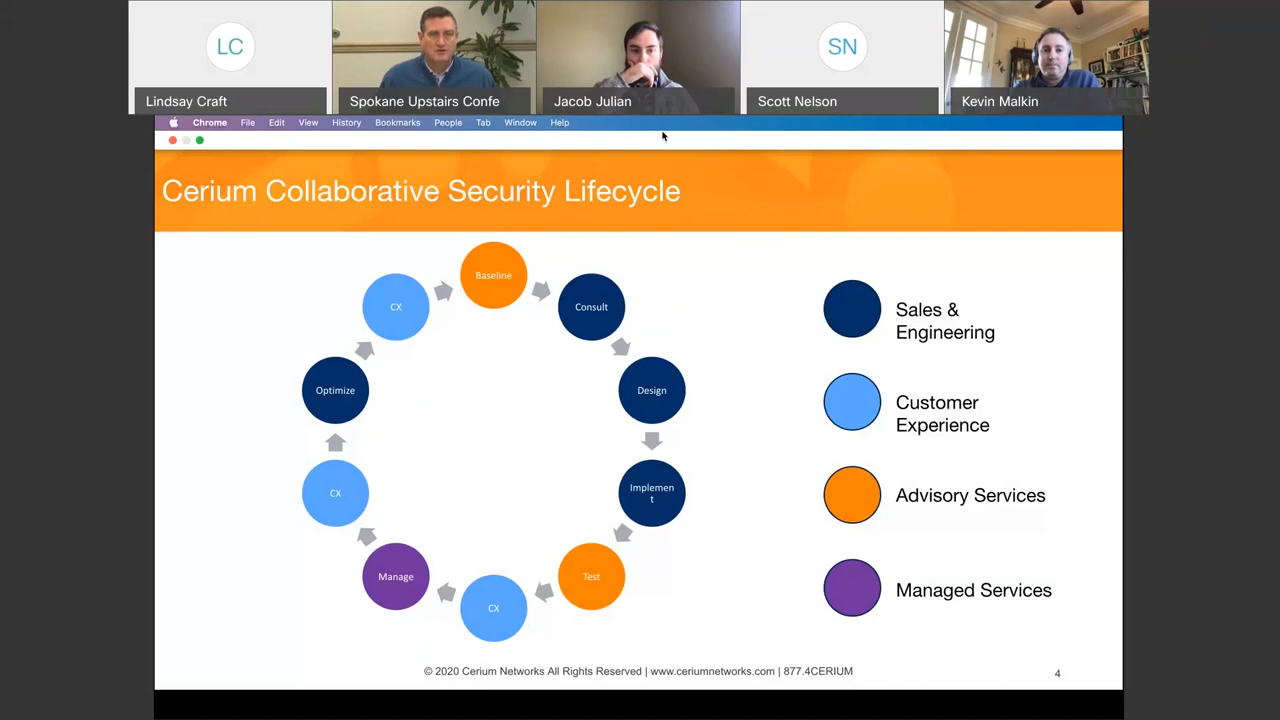 LC
SN
Lindsay Craft
Spokane Upstairs Confe
Jacob Julian
Scott Nelson
Kevin Malkin
Chrome File Edit View History Bookmarks People Tab Window Help
Cerium Collaborative Security Lifecycle
Baseline
Consult
Design
Implemen
t
Test
CX
Manage
CX
Optimize
CX
Sales &
Engineering
Customer
Experience
Advisory Services
Managed Services
© 2020 Cerium Networks All Rights Reserved | www.ceriumnetworks.com | 877.4CERIUM
4